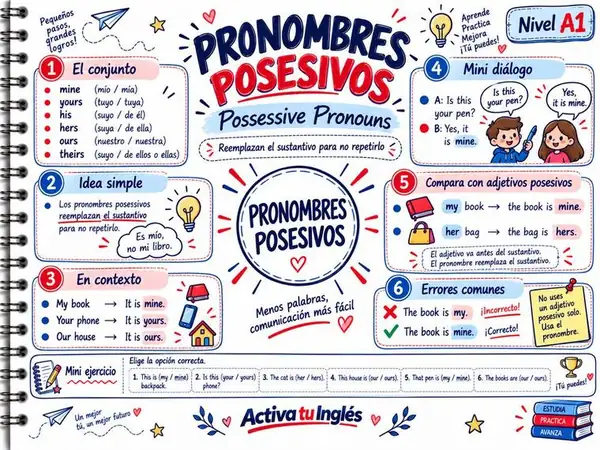 Pequeños
pasos,
grandes
logros!
PRONOMBRES
POSESIVOS
Possessive Pronouns
Reemplazan el sustantivo para no repetirlo
Aprende
Practica
Mejora
¡Tú puedes!
Nivel A1
1 El conjunto
mine (mío / mía)
yours (tuyo / tuya)
his (suyo / de él)
hers (suya / de ella)
ours (nuestro / nuestra)
theirs (suyo / de ellos o ellas)
2 Idea simple
Los pronombres posesivos
reemplazan el sustantivo
para no repetirlo.
Es mío,
no mi libro.
3 En contexto
My book → It is mine.
Your phone → It is yours.
Our house → It is ours.
PRONOMBRES
POSESIVOS
Menos palabras,
comunicación más fácil
4 Mini diálogo
A: Is this
your pen?
B: Yes, it
is mine.
Is this
your pen?
Yes,
it is mine.
5 Compara con adjetivos posesivos
my book → the book is mine.
her bag → the bag is hers.
El adjetivo va antes del sustantivo.
El pronombre reemplaza el sustantivo.
6 Errores comunes
The book is my. ¡Incorrecto!
The book is mine. ¡Correcto!
No uses
un adjetivo
posesivo solo.
Usa el
pronombre.
Mini ejercicio
Elige la opción correcta.
1. This is (my / mine)
backpack.
2. Is this (your / yours)
phone?
3. The cat is (her / hers).
4. This house is (our / ours).
5. That pen is (my / mine).
6. The books are (our / ours).
¡Tú puedes!
Un mejor
tú, un mejor futuro
Activa tu Inglés
ESTUDIA
PRACTICA
AVANZA